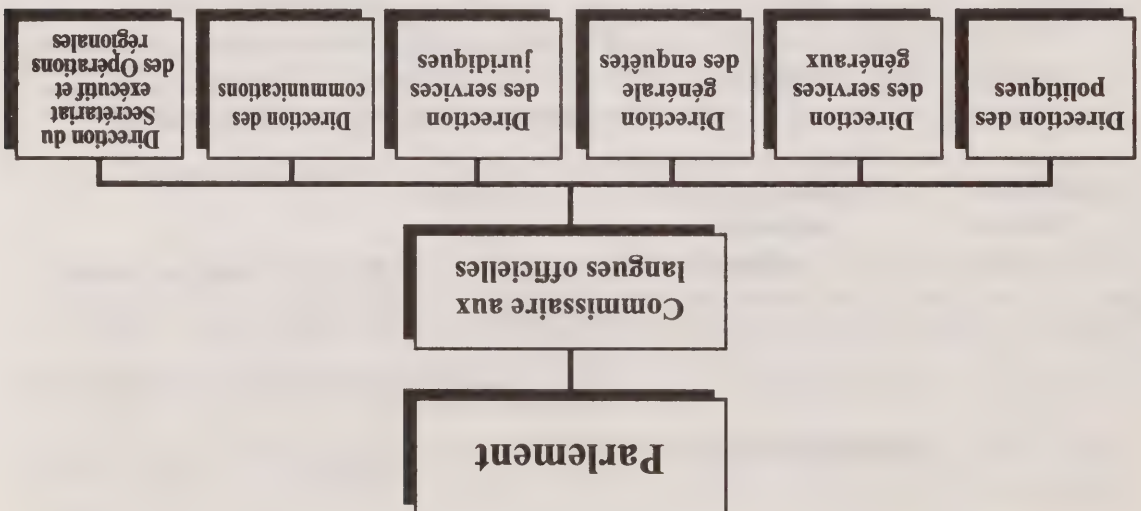 Parlement
Commissaire aux
langues officielles
Direction des
politiques
Direction
des services
généraux
Direction
générale
des enquêtes
Direction
des services
juridiques
Direction des
communications
Direction du
Secrétariat
exécutif et
des Opérations
régionales